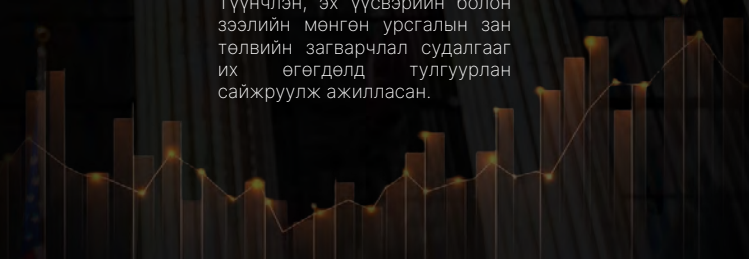 Түүнчлэн, эх үүсвэрийн болон
зээлийн мөнгөн урсгалын зан
төлвийн загварчлал судалгааг
их өгөгдөлд тулгуурлан
сайжруулж ажилласан.